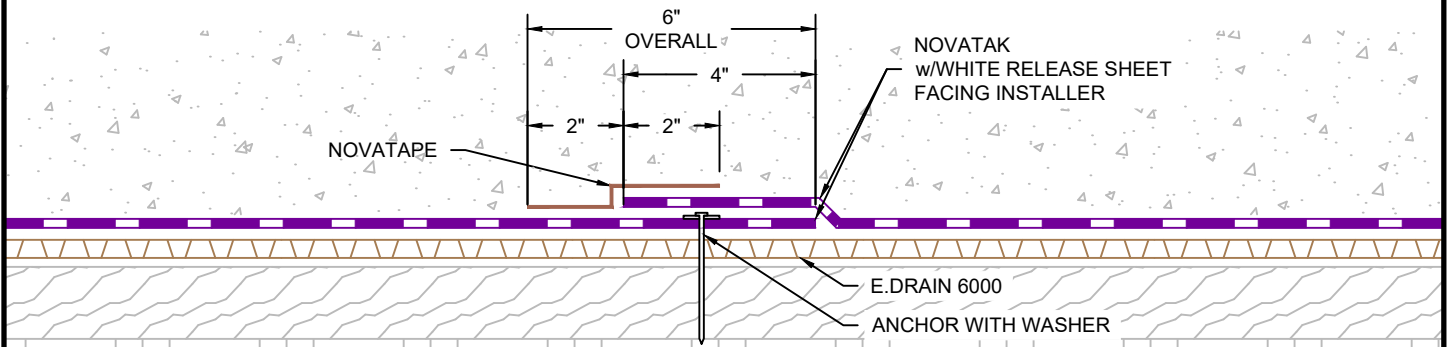 6"
OVERALL
4"
2"
2"
NOVATAPE
NOVATAK
w/WHITE RELEASE SHEET
FACING INSTALLER
E.DRAIN 6000
ANCHOR WITH WASHER